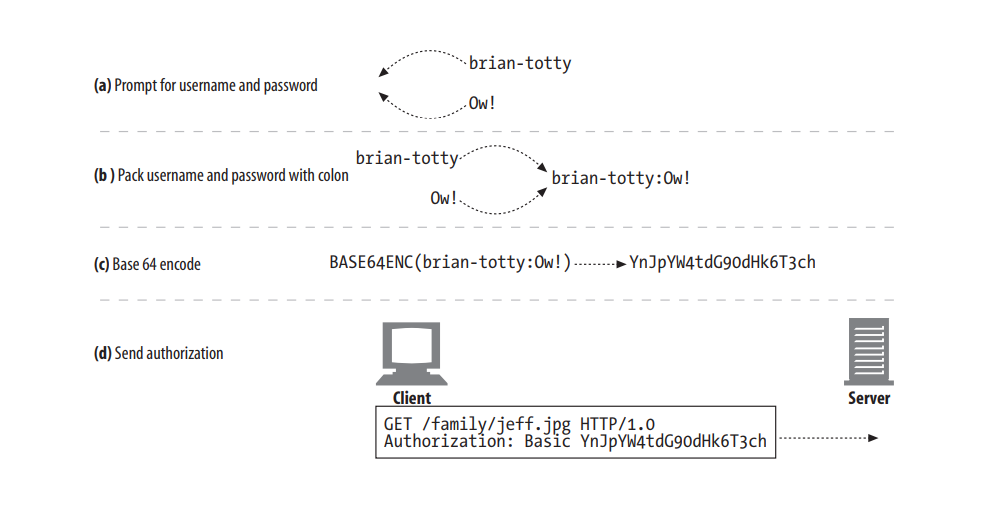 (a) Prompt for username and password
brian-totty
Ow!
(b ) Pack username and password with colon
brian-totty
Ow!
brian-totty:Ow!
(c) Base 64 encode
BASE64ENC(brian-totty:Ow!)
YnJpYW4tdG90dHk6T3ch
(d) Send authorization
Client
Server
GET /family/jeff.jpg HTTP/1.0
Authorization: Basic YnJpYW4tdG90dHk6T3ch